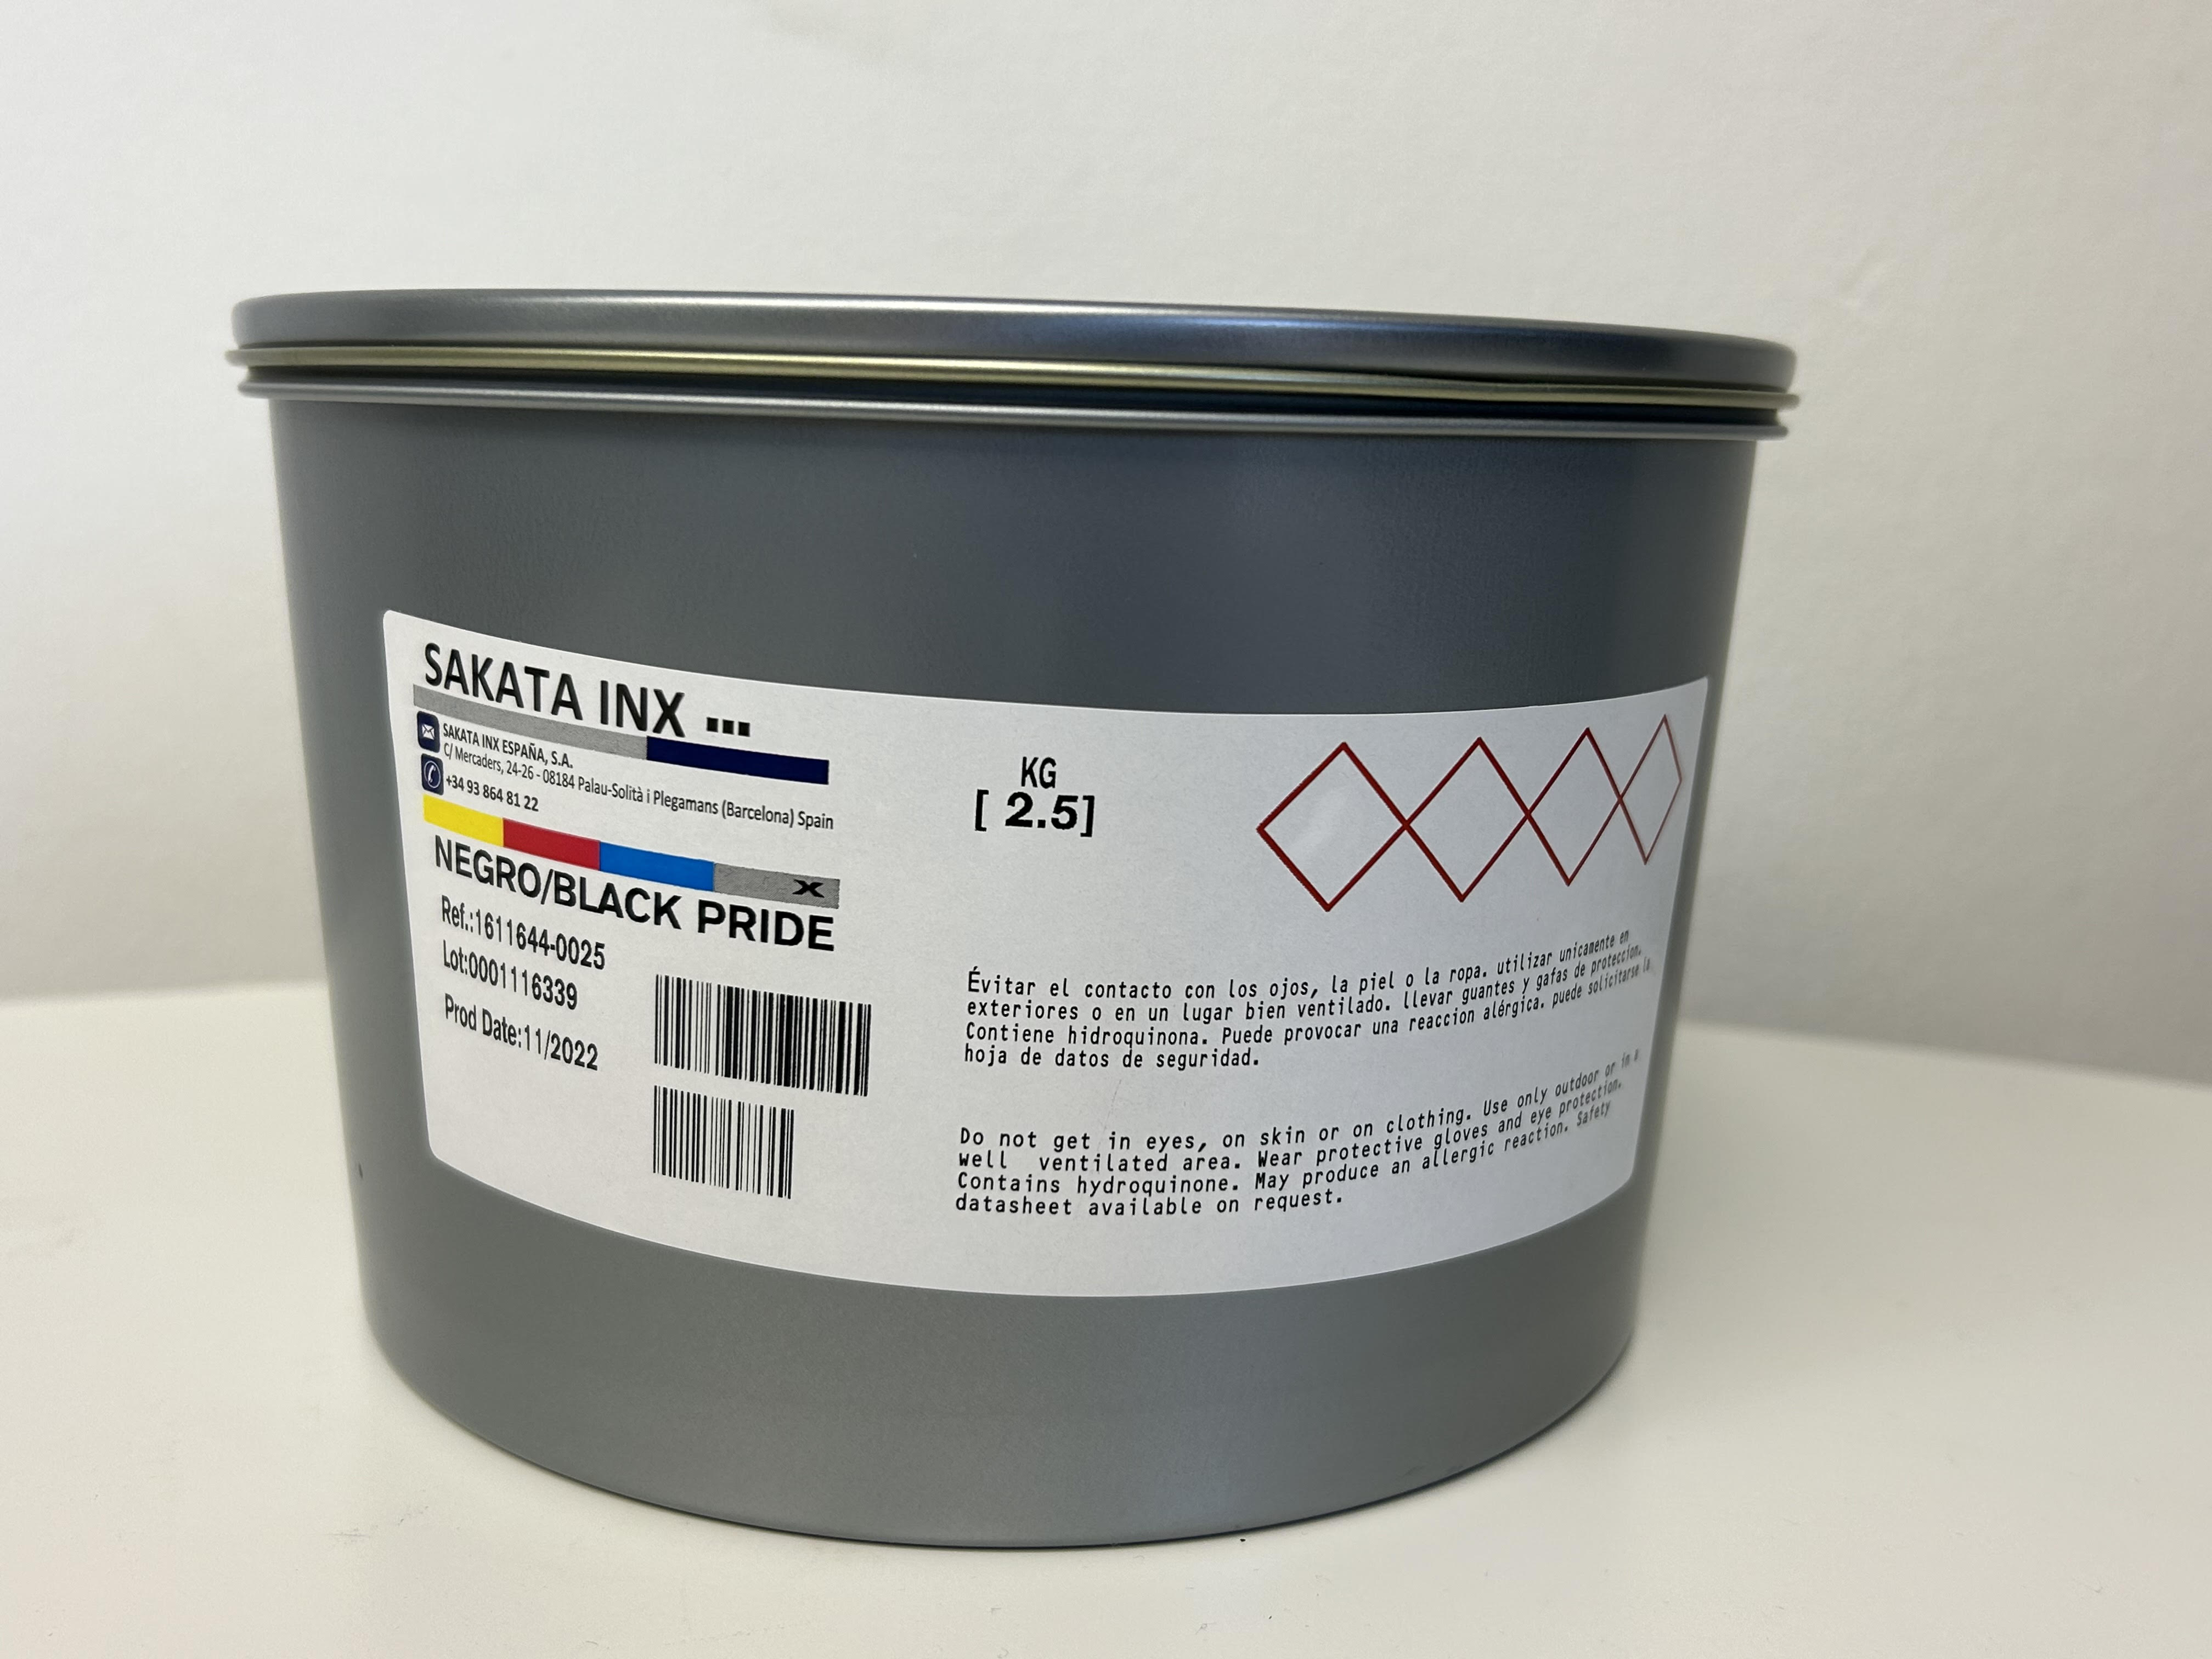 SAKATA INX ...
SAKATA INX ESPAÑA, S.A.
C/ Mercaders, 24-26 - 08184 Palau-Solità i Plegamans (Barcelona) Spain
+34 93 864 81 22
X
NEGRO/BLACK PRIDE
Ref.:1611644-0025
Lot:0001116339
Prod Date:11/2022
KG
[ 2.5]
Évitar el contacto con los ojos, la piel o la ropa. utilizar unicamente en
exteriores o en un lugar bien ventilado. llevar guantes y gafas de proteccion.
Contiene hidroquinona. Puede provocar una reaccion alérgica. puede solicitarse la
hoja de datos de seguridad.
Do not get in eyes, on skin or on clothing. Use only outdoor or in a
well ventilated area. Wear protective gloves and eye protection.
Contains hydroquinone. May produce an allergic reaction. Safety
datasheet available on request.